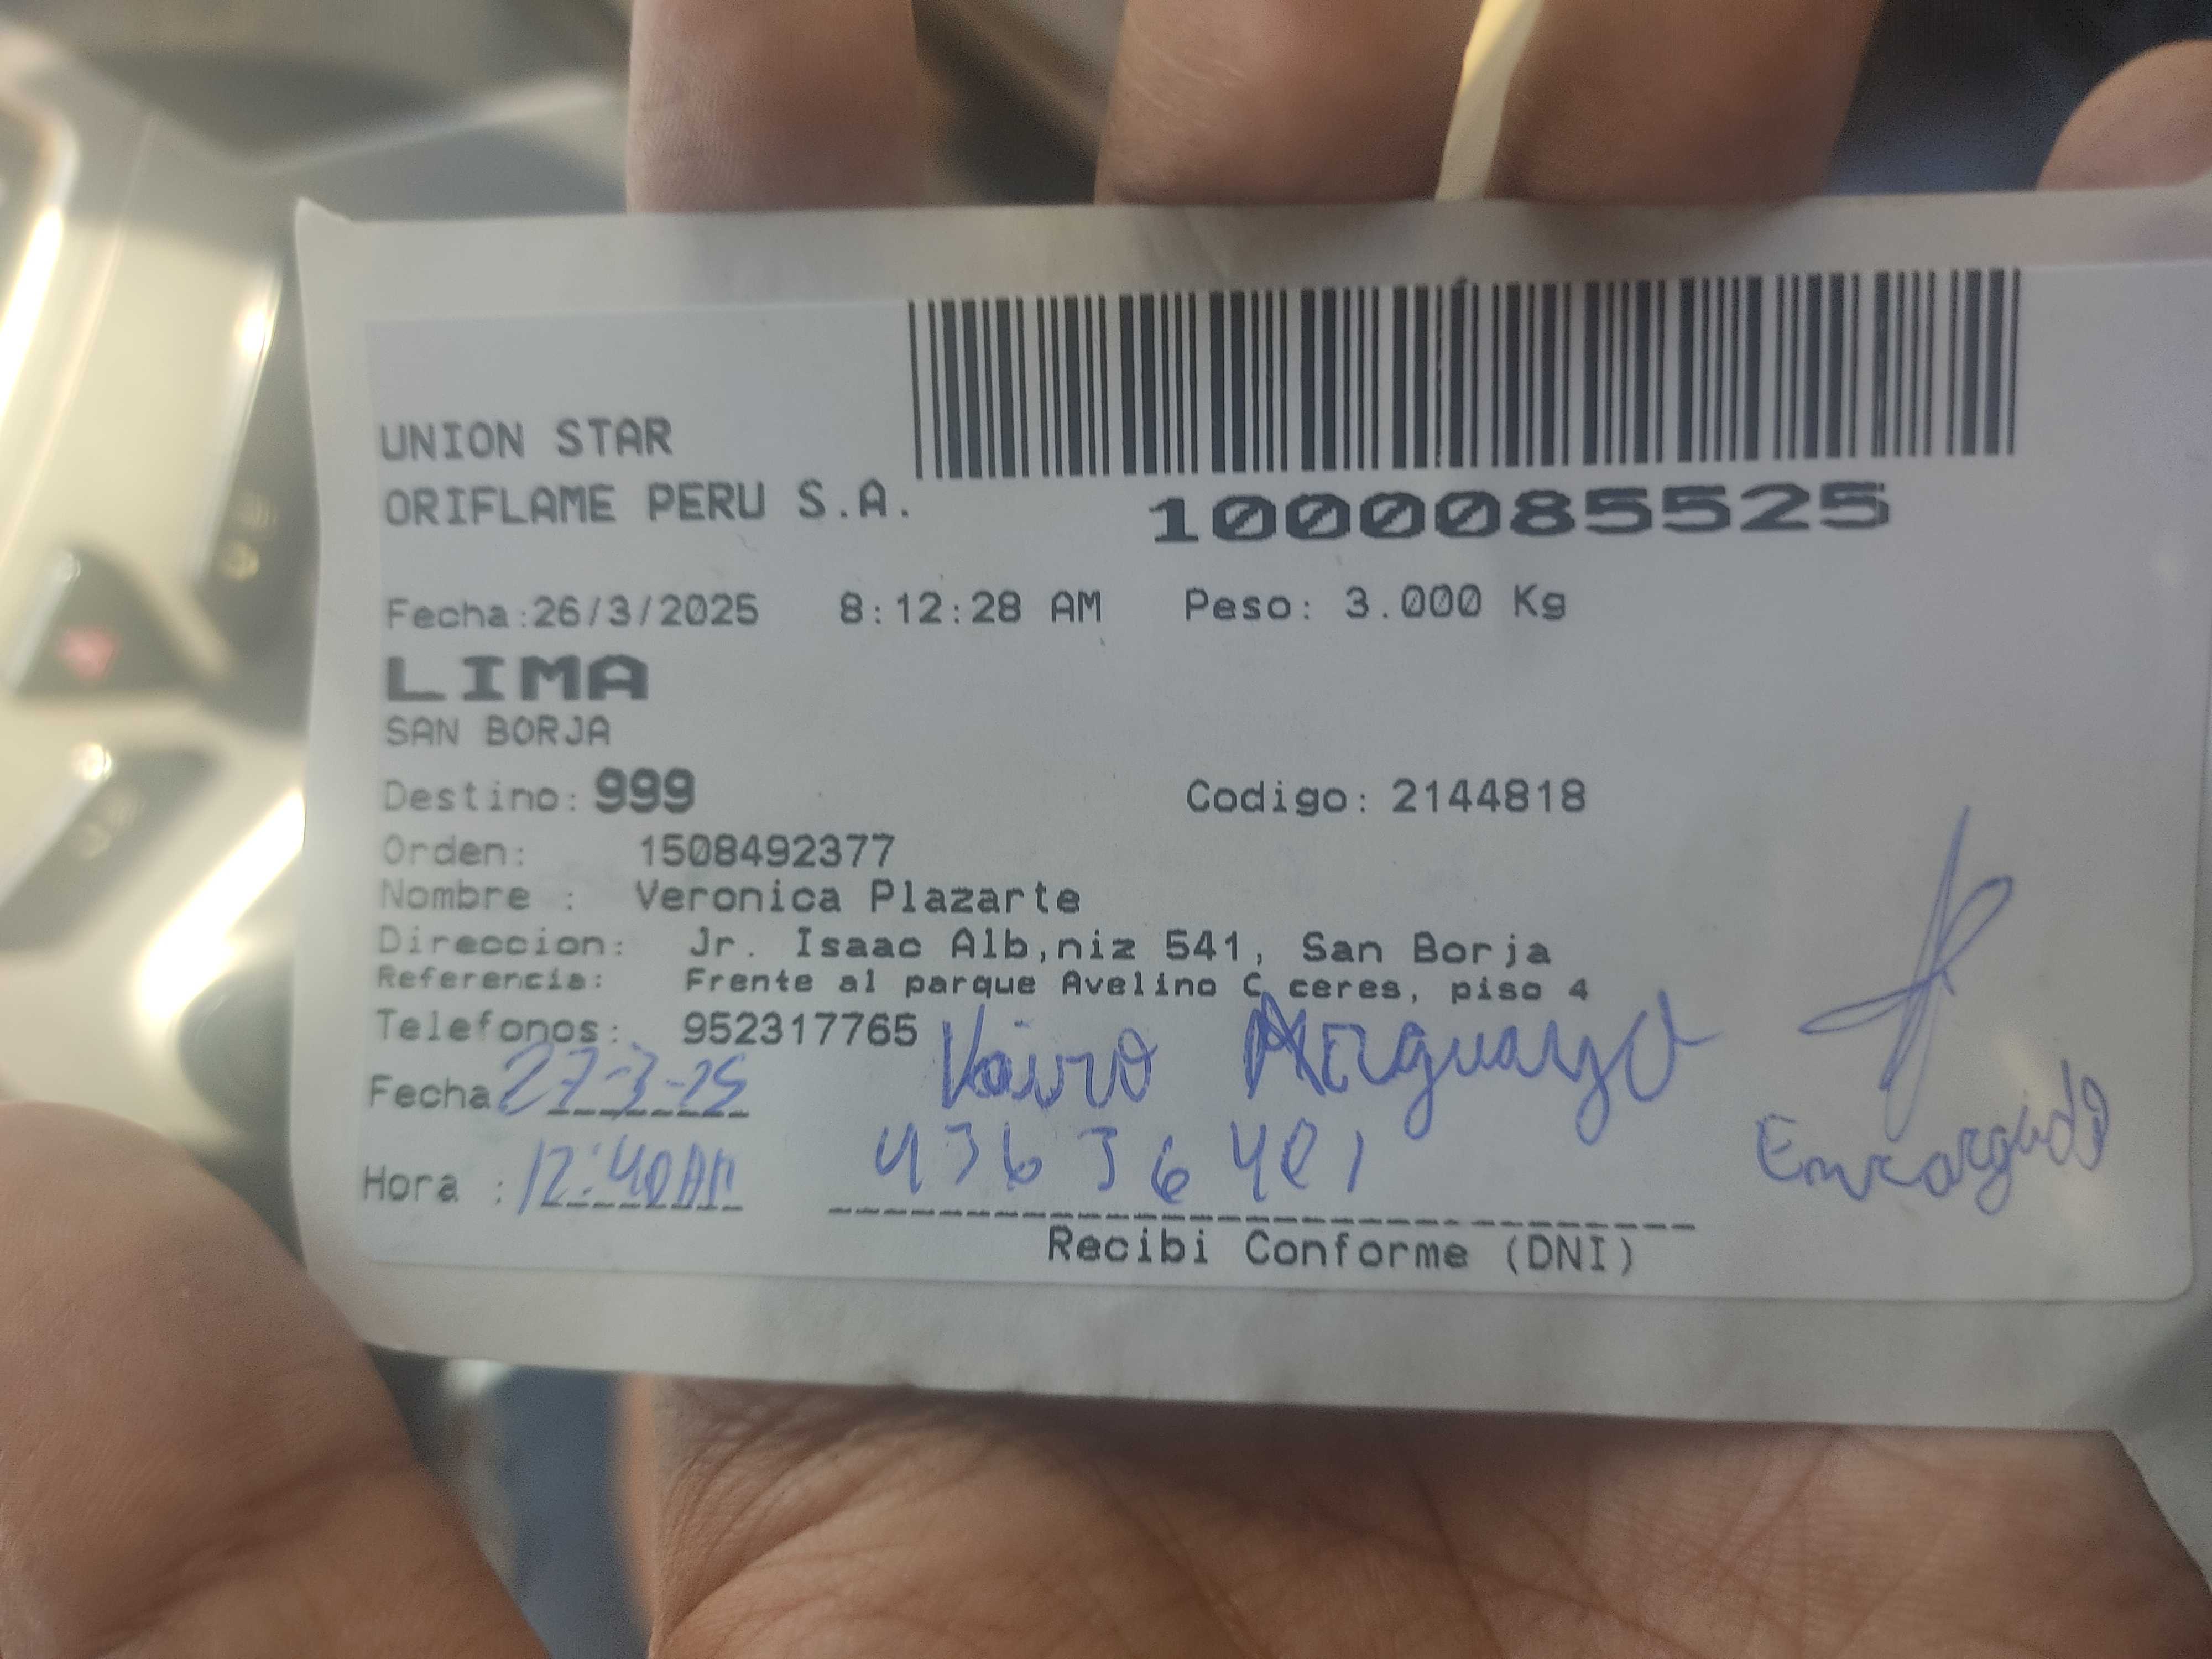 UNION STAR
ORIFLAME PERU S.A.
1000085525
Fecha:26/3/2025 8:12:28 AM Peso: 3.000 Kg
LIMA
SAN BORJA
Destino: 999 Codigo: 2144818
Orden: 1508492377
Nombre : Veronica Plazarte
Direccion: Jr. Isaac Alb,niz 541, San Borja
Referencia: Frente al parque Avelino C ceres, piso 4
Telefonos: 952317765
Fecha 27-3-25
Hora : 12:40 AM
43636401
Encargado
Recibi Conforme (DNI)